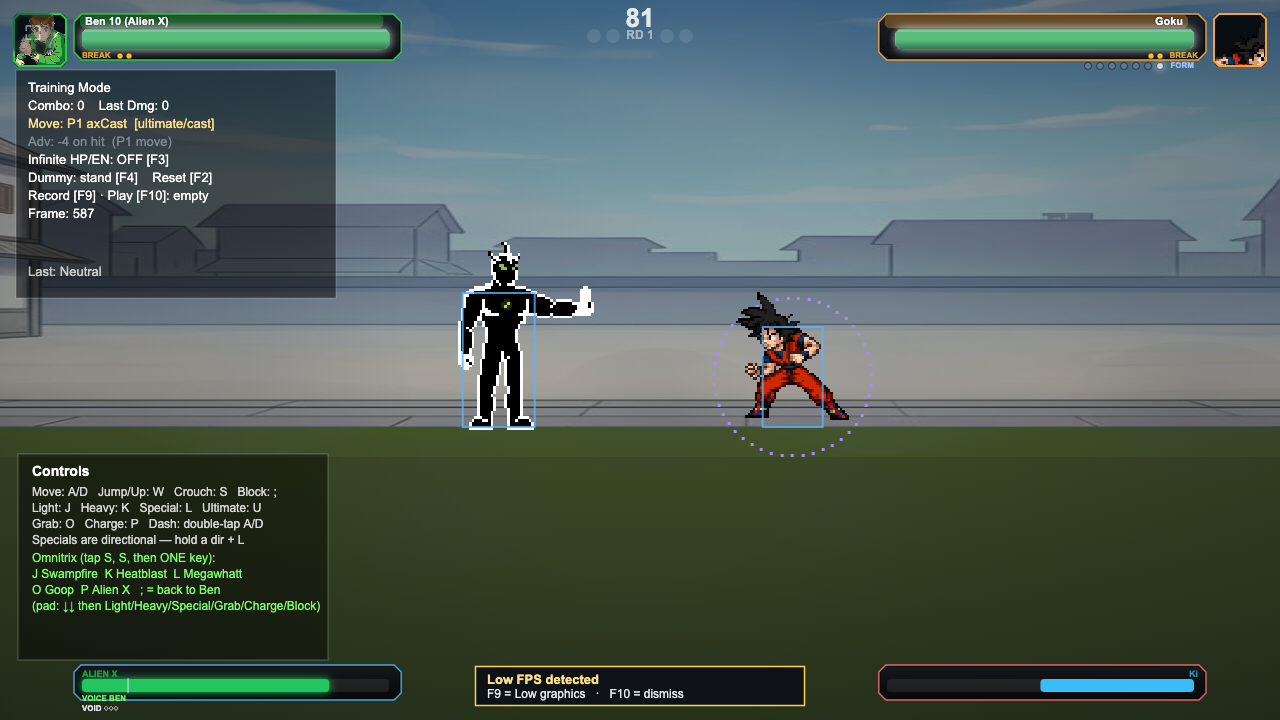 Ben 10 (Alien X)
BREAK
81
RD 1
Goku
BREAK
FORM
Training Mode
Combo: 0 Last Dmg: 0
Move: P1 axCast [ultimate/cast]
Adv: -4 on hit (P1 move)
Infinite HP/EN: OFF [F3]
Dummy: stand [F4] Reset [F2]
Record [F9] · Play [F10]: empty
Frame: 587
Last: Neutral
Controls
Move: A/D Jump/Up: W Crouch: S Block: ;
Light: J Heavy: K Special: L Ultimate: U
Grab: O Charge: P Dash: double-tap A/D
Specials are directional — hold a dir + L
Omnitrix (tap S, S, then ONE key):
J Swampfire K Heatblast L Megawhatt
O Goop P Alien X ; = back to Ben
(pad: ↓↓ then Light/Heavy/Special/Grab/Charge/Block)
ALIEN X
VOICE BEN
VOID ◇◇◇
Low FPS detected
F9 = Low graphics · F10 = dismiss
Ki